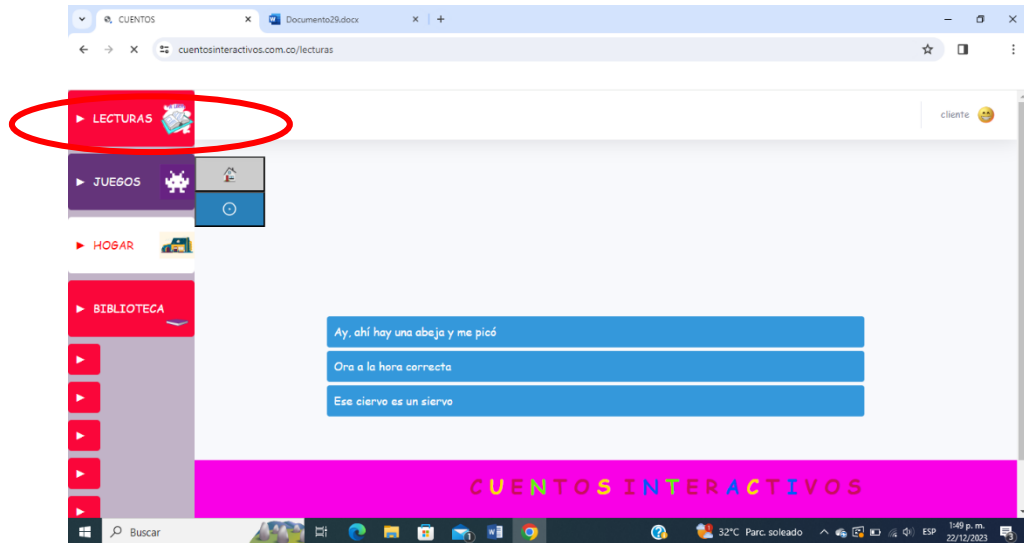 CUENTOS
Documento29.docx
cuentosinteractivos.com.co/lecturas
LECTURAS
cliente
JUEGOS
HOGAR
BIBLIOTECA
Ay, ahí hay una abeja y me picó
Ora a la hora correcta
Ese ciervo es un siervo
CUENTOS INTERACTIVOS
Buscar
32°C Parc. soleado
ESP
1:49 p. m.
22/12/2023